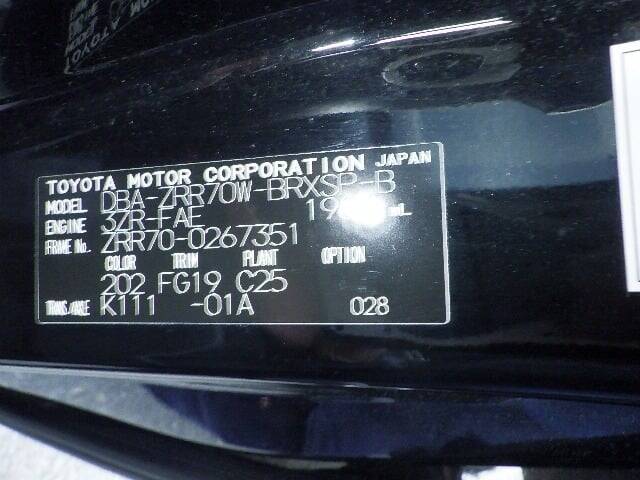 TOYOTA MOTOR CORPORATION JAPAN
MODEL DBA-ZRR70W-BRXSP-B
ENGINE 3ZR-FAE
FRAME No. ZRR70-0267351
COLOR TRIM PLANT OPTION
202 FG19 C25
TRANS/AXLE K111 -01A 028